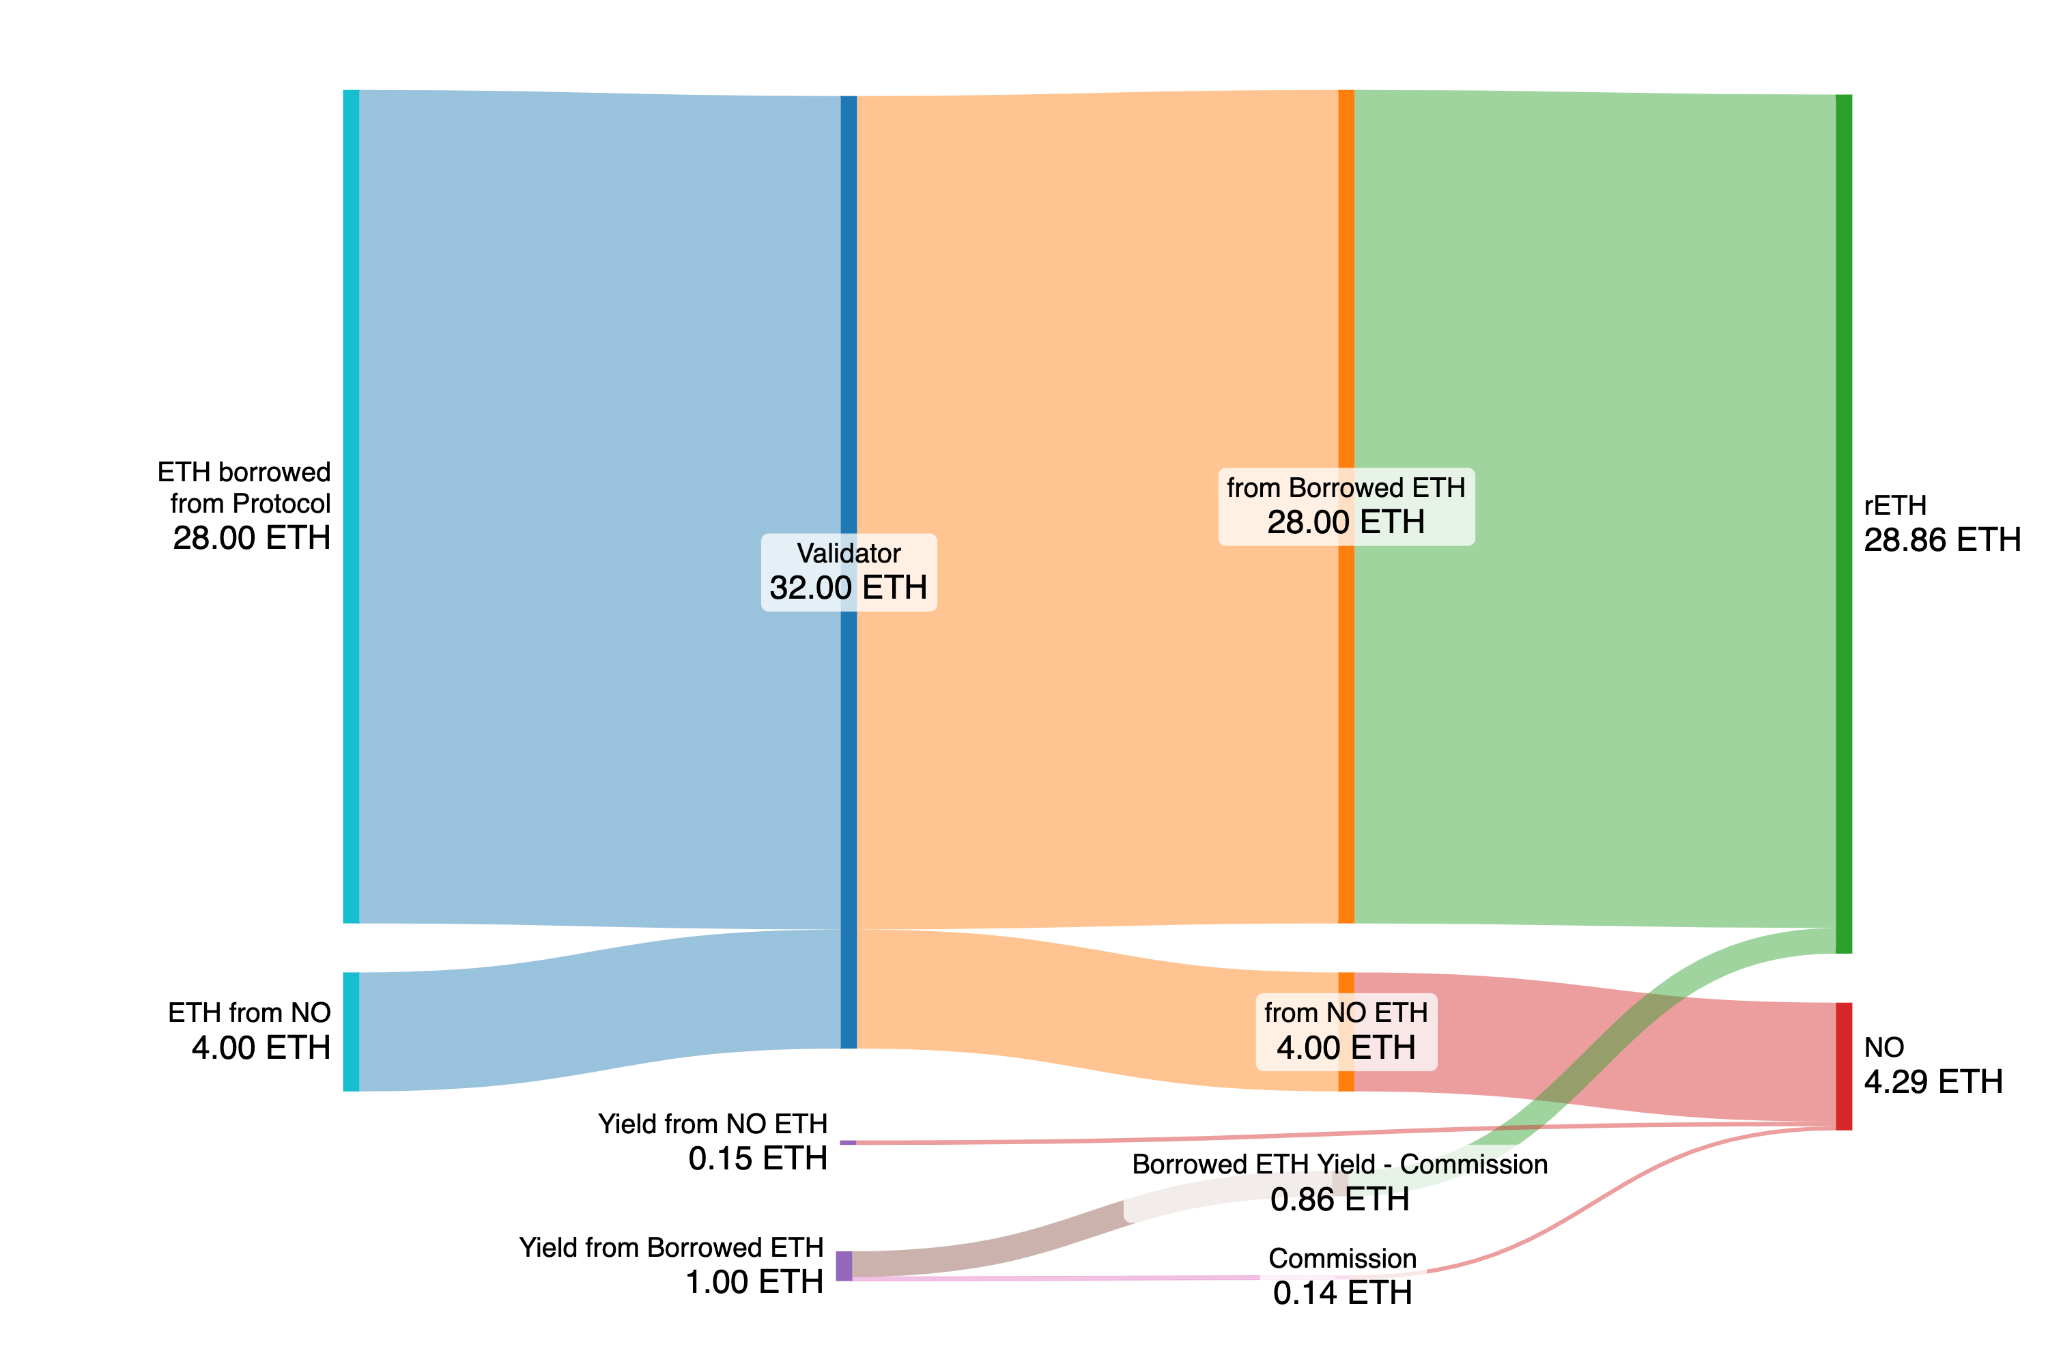 ETH borrowed
from Protocol
28.00 ETH
ETH from NO
4.00 ETH
Validator
32.00 ETH
Yield from NO ETH
0.15 ETH
Yield from Borrowed ETH
1.00 ETH
from Borrowed ETH
28.00 ETH
from NO ETH
4.00 ETH
Borrowed ETH Yield - Commission
0.86 ETH
Commission
0.14 ETH
rETH
28.86 ETH
NO
4.29 ETH